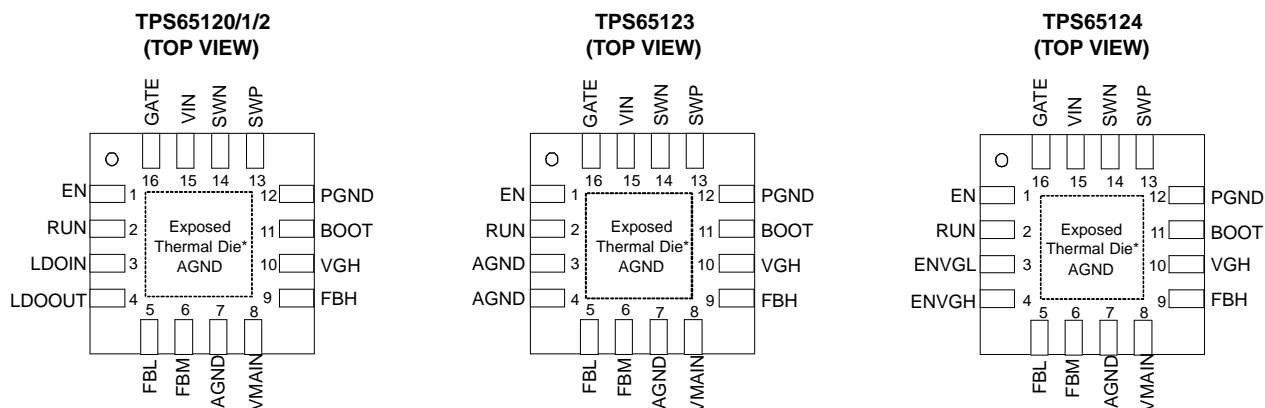 TPS65120/1/2
(TOP VIEW)
GATE
VIN
SWN
SWP
16
15
14
13
EN
1
RUN
2
LDOIN
3
LDOOUT
4
12
PGND
11
BOOT
10
VGH
9
FBH
Exposed
Thermal Die*
AGND
5
6
7
8
FBL
FBM
AGND
VMAIN
TPS65123
(TOP VIEW)
GATE
VIN
SWN
SWP
16
15
14
13
EN
1
RUN
2
AGND
3
AGND
4
12
PGND
11
BOOT
10
VGH
9
FBH
Exposed
Thermal Die*
AGND
5
6
7
8
FBL
FBM
AGND
VMAIN
TPS65124
(TOP VIEW)
GATE
VIN
SWN
SWP
16
15
14
13
EN
1
RUN
2
ENVGL
3
ENVGH
4
12
PGND
11
BOOT
10
VGH
9
FBH
Exposed
Thermal Die*
AGND
5
6
7
8
FBL
FBM
AGND
VMAIN